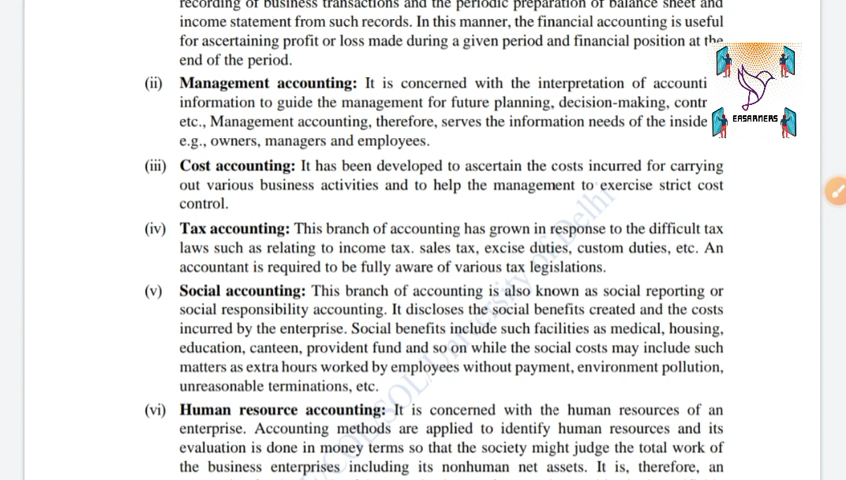 recording of business transactions and the periodic preparation of balance sheet and
income statement from such records. In this manner, the financial accounting is useful
for ascertaining profit or loss made during a given period and financial position at the
end of the period.
(ii) Management accounting: It is concerned with the interpretation of accounti
information to guide the management for future planning, decision-making, contr
etc., Management accounting, therefore, serves the information needs of the inside
e.g., owners, managers and employees.
EASARNERS
(iii) Cost accounting: It has been developed to ascertain the costs incurred for carrying
out various business activities and to help the management to exercise strict cost
control.
(iv) Tax accounting: This branch of accounting has grown in response to the difficult tax
laws such as relating to income tax. sales tax, excise duties, custom duties, etc. An
accountant is required to be fully aware of various tax legislations.
(v) Social accounting: This branch of accounting is also known as social reporting or
social responsibility accounting. It discloses the social benefits created and the costs
incurred by the enterprise. Social benefits include such facilities as medical, housing,
education, canteen, provident fund and so on while the social costs may include such
matters as extra hours worked by employees without payment, environment pollution,
unreasonable terminations, etc.
(vi) Human resource accounting: It is concerned with the human resources of an
enterprise. Accounting methods are applied to identify human resources and its
evaluation is done in money terms so that the society might judge the total work of
the business enterprises including its nonhuman net assets. It is, therefore, an
COL SOL University of Delhi